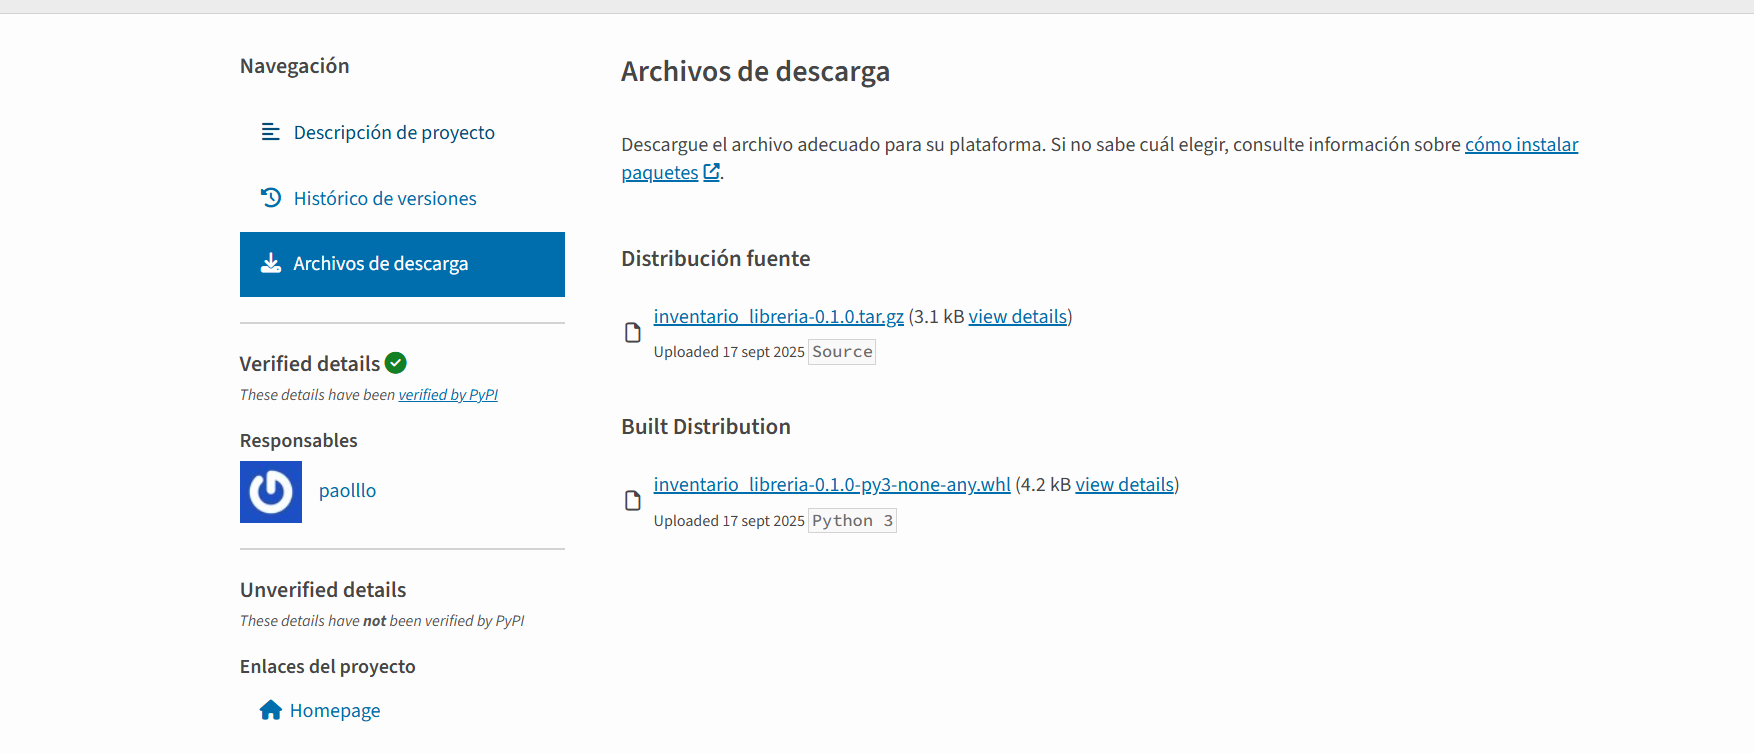 Navegación
Descripción de proyecto
Histórico de versiones
Archivos de descarga
Verified details
These details have been verified by PyPI
Responsables
paolllo
Unverified details
These details have not been verified by PyPI
Enlaces del proyecto
Homepage
Archivos de descarga
Descargue el archivo adecuado para su plataforma. Si no sabe cuál elegir, consulte información sobre cómo instalar
paquetes.
Distribución fuente
inventario_libreria-0.1.0.tar.gz (3.1 kB view details)
Uploaded 17 sept 2025 Source
Built Distribution
inventario_libreria-0.1.0-py3-none-any.whl (4.2 kB view details)
Uploaded 17 sept 2025 Python 3